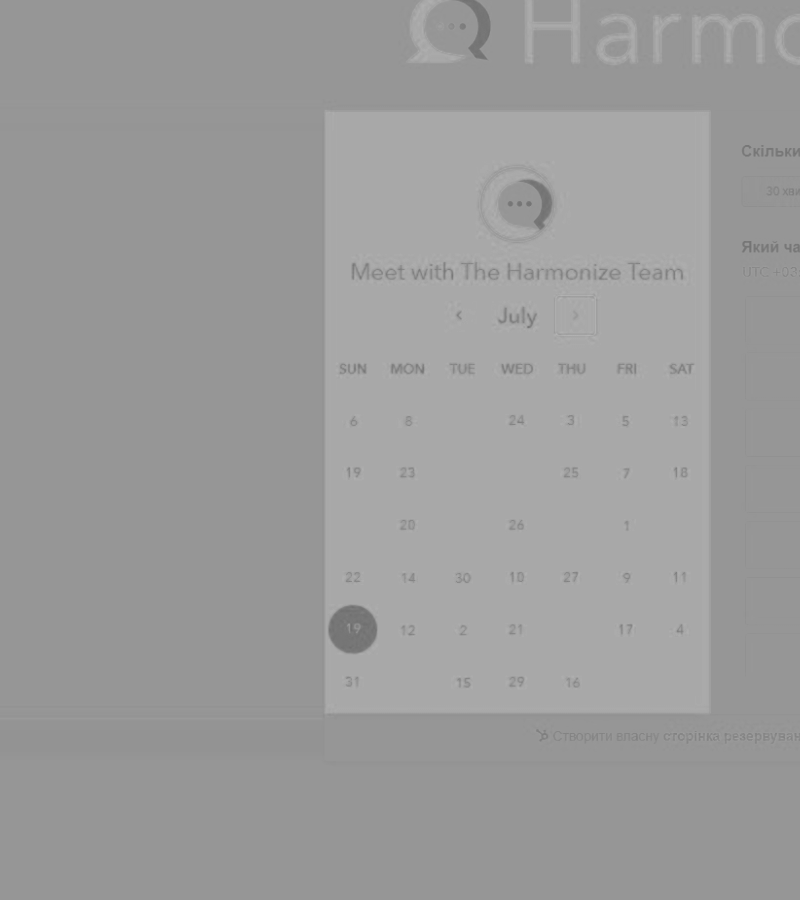 Harmo
Meet with The Harmonize Team
‹ July ›
SUN MON TUE WED THU FRI SAT
6 8 24 3 5 13
19 23 25 7 18
20 26 1
22 14 30 10 27 9 11
19 12 2 21 17 4
31 15 29 16
Скільки
30 хви
Який ча
UTC +03:
Створити власну сторінка резервуван